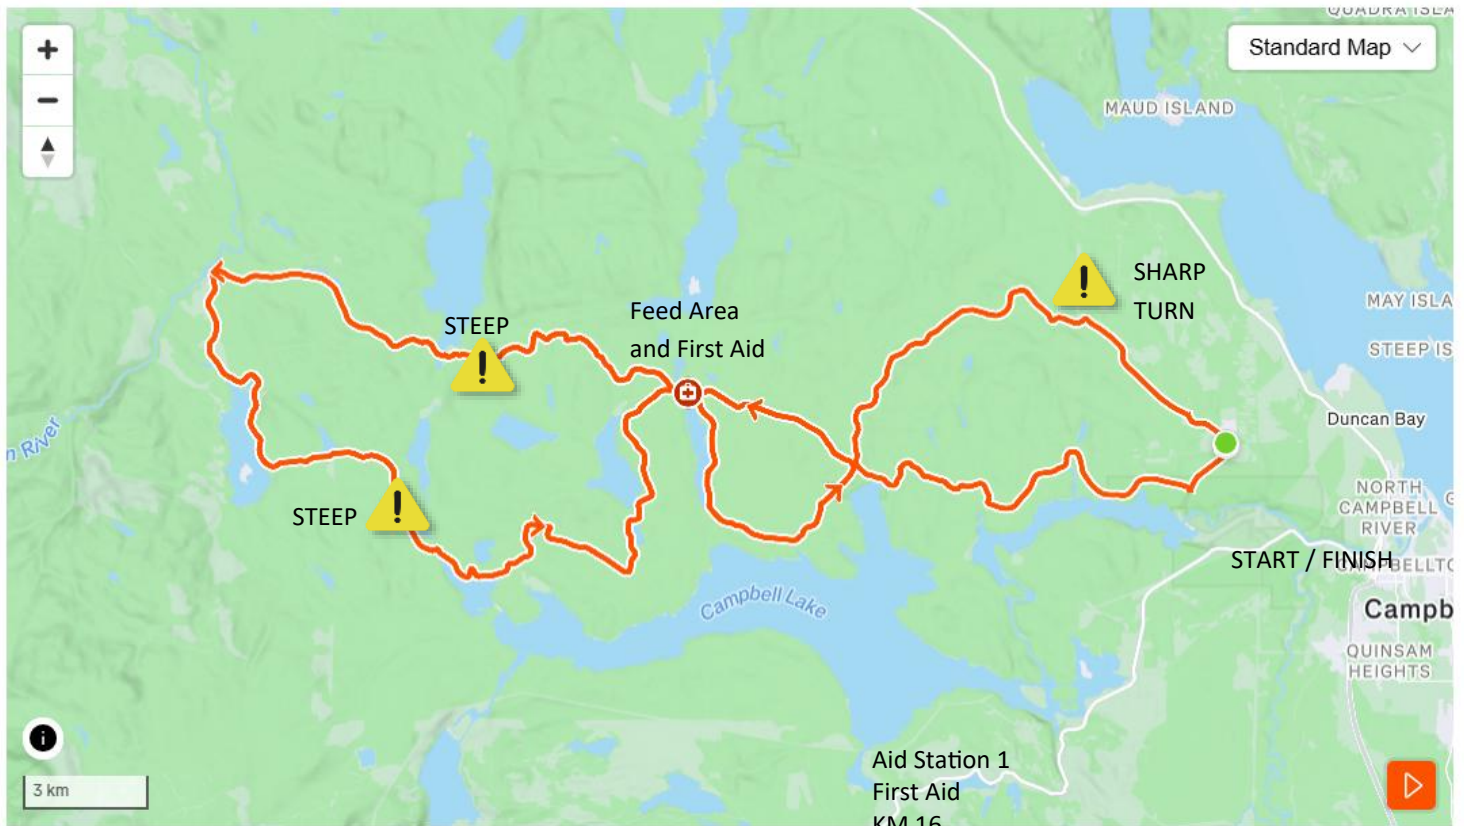 QUADRA ISLA
Standard Map
MAUD ISLAND
SHARP
TURN
MAY ISLA
STEEP IS
STEEP
Feed Area
and First Aid
Duncan Bay
n River
STEEP
NORTH
CAMPBELL
RIVER
START / FINISH
Campbell Lake
Campb
QUINSAM
HEIGHTS
3 km
Aid Station 1
First Aid
KM 16